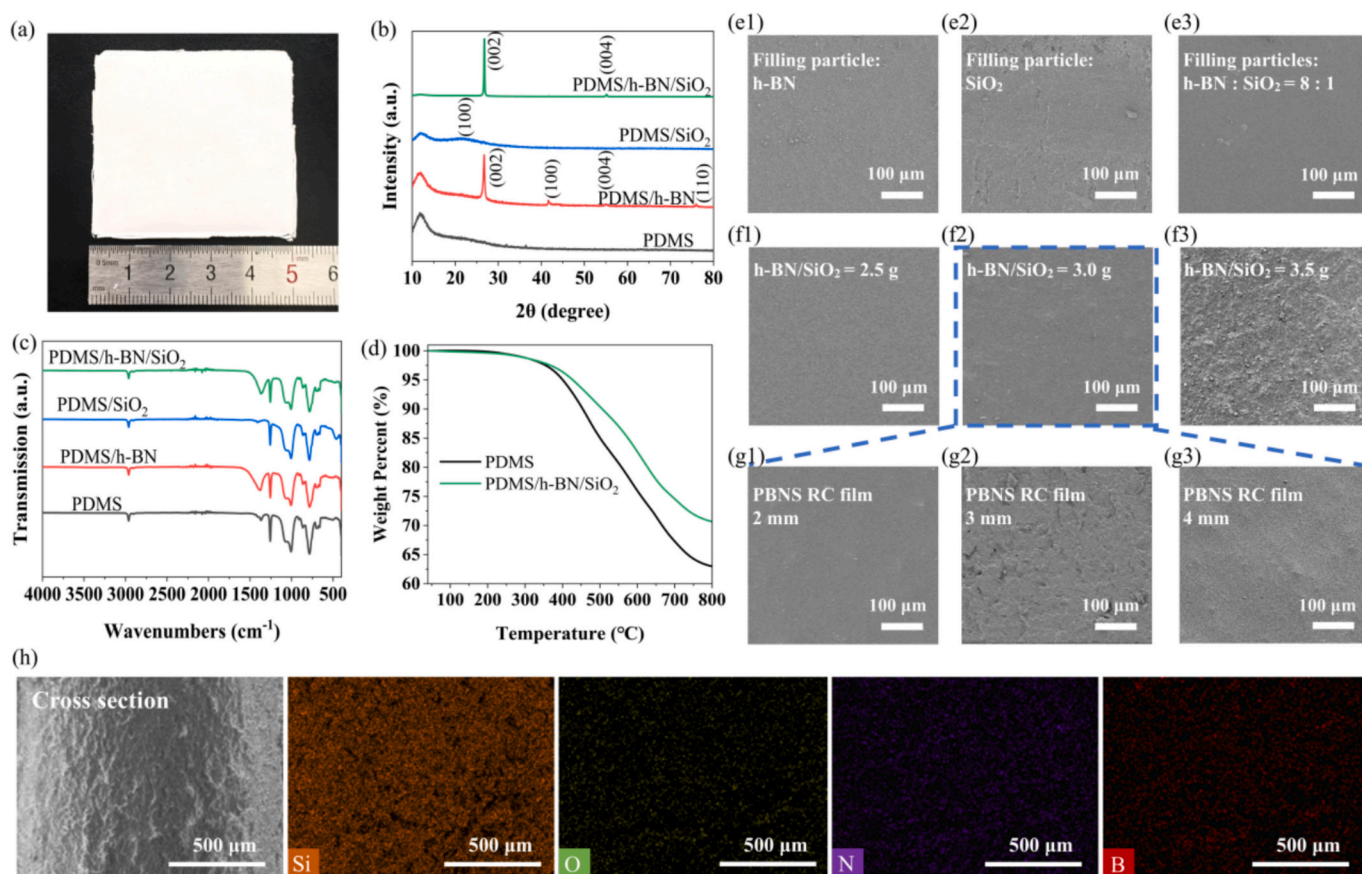 (a)
0.5mm
mm
1 2 3 4 5 6
mm
(b)
Intensity (a.u.)
(002)
(004)
PDMS/h-BN/SiO₂
(100)
PDMS/SiO₂
(002)
(100)
(004)
(110)
PDMS/h-BN
PDMS
10 20 30 40 50 60 70 80
2θ (degree)
(c)
Transmission (a.u.)
PDMS/h-BN/SiO₂
PDMS/SiO₂
PDMS/h-BN
PDMS
4000 3500 3000 2500 2000 1500 1000 500
Wavenumbers (cm⁻¹)
(d)
Weight Percent (%)
100
95
90
85
80
75
70
65
60
PDMS
PDMS/h-BN/SiO₂
100 200 300 400 500 600 700 800
Temperature (℃)
(e1)
Filling particle:
h-BN
100 μm
(e2)
Filling particle:
SiO₂
100 μm
(e3)
Filling particles:
h-BN : SiO₂ = 8 : 1
100 μm
(f1)
h-BN/SiO₂ = 2.5 g
100 μm
(f2)
h-BN/SiO₂ = 3.0 g
100 μm
(f3)
h-BN/SiO₂ = 3.5 g
100 μm
(g1)
PBNS RC film
2 mm
100 μm
(g2)
PBNS RC film
3 mm
100 μm
(g3)
PBNS RC film
4 mm
100 μm
(h)
Cross section
500 μm
Si
500 μm
O
500 μm
N
500 μm
B
500 μm